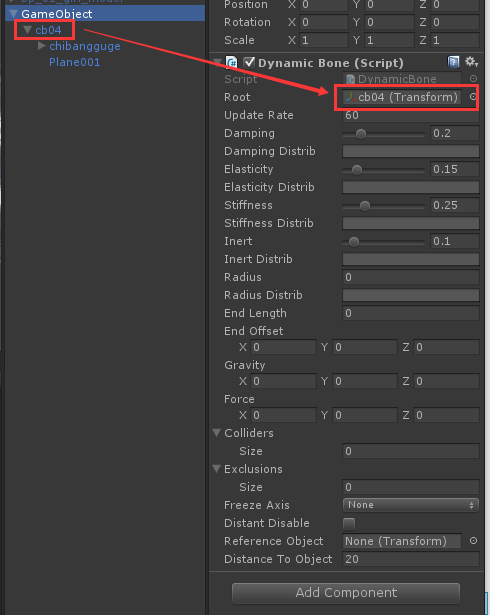 GameObject
cb04
chibangguge
Plane001
Position X 0 Y 0 Z 0
Rotation X 0 Y 0 Z 0
Scale X 1 Y 1 Z 1
Dynamic Bone (Script)
Script DynamicBone
Root cb04 (Transform)
Update Rate 60
Damping 0.2
Damping Distrib
Elasticity 0.15
Elasticity Distrib
Stiffness 0.25
Stiffness Distrib
Inert 0.1
Inert Distrib
Radius 0
Radius Distrib
End Length 0
End Offset
X 0 Y 0 Z 0
Gravity
X 0 Y 0 Z 0
Force
X 0 Y 0 Z 0
Colliders
Size 0
Exclusions
Size 0
Freeze Axis None
Distant Disable
Reference Object None (Transform)
Distance To Object 20
Add Component